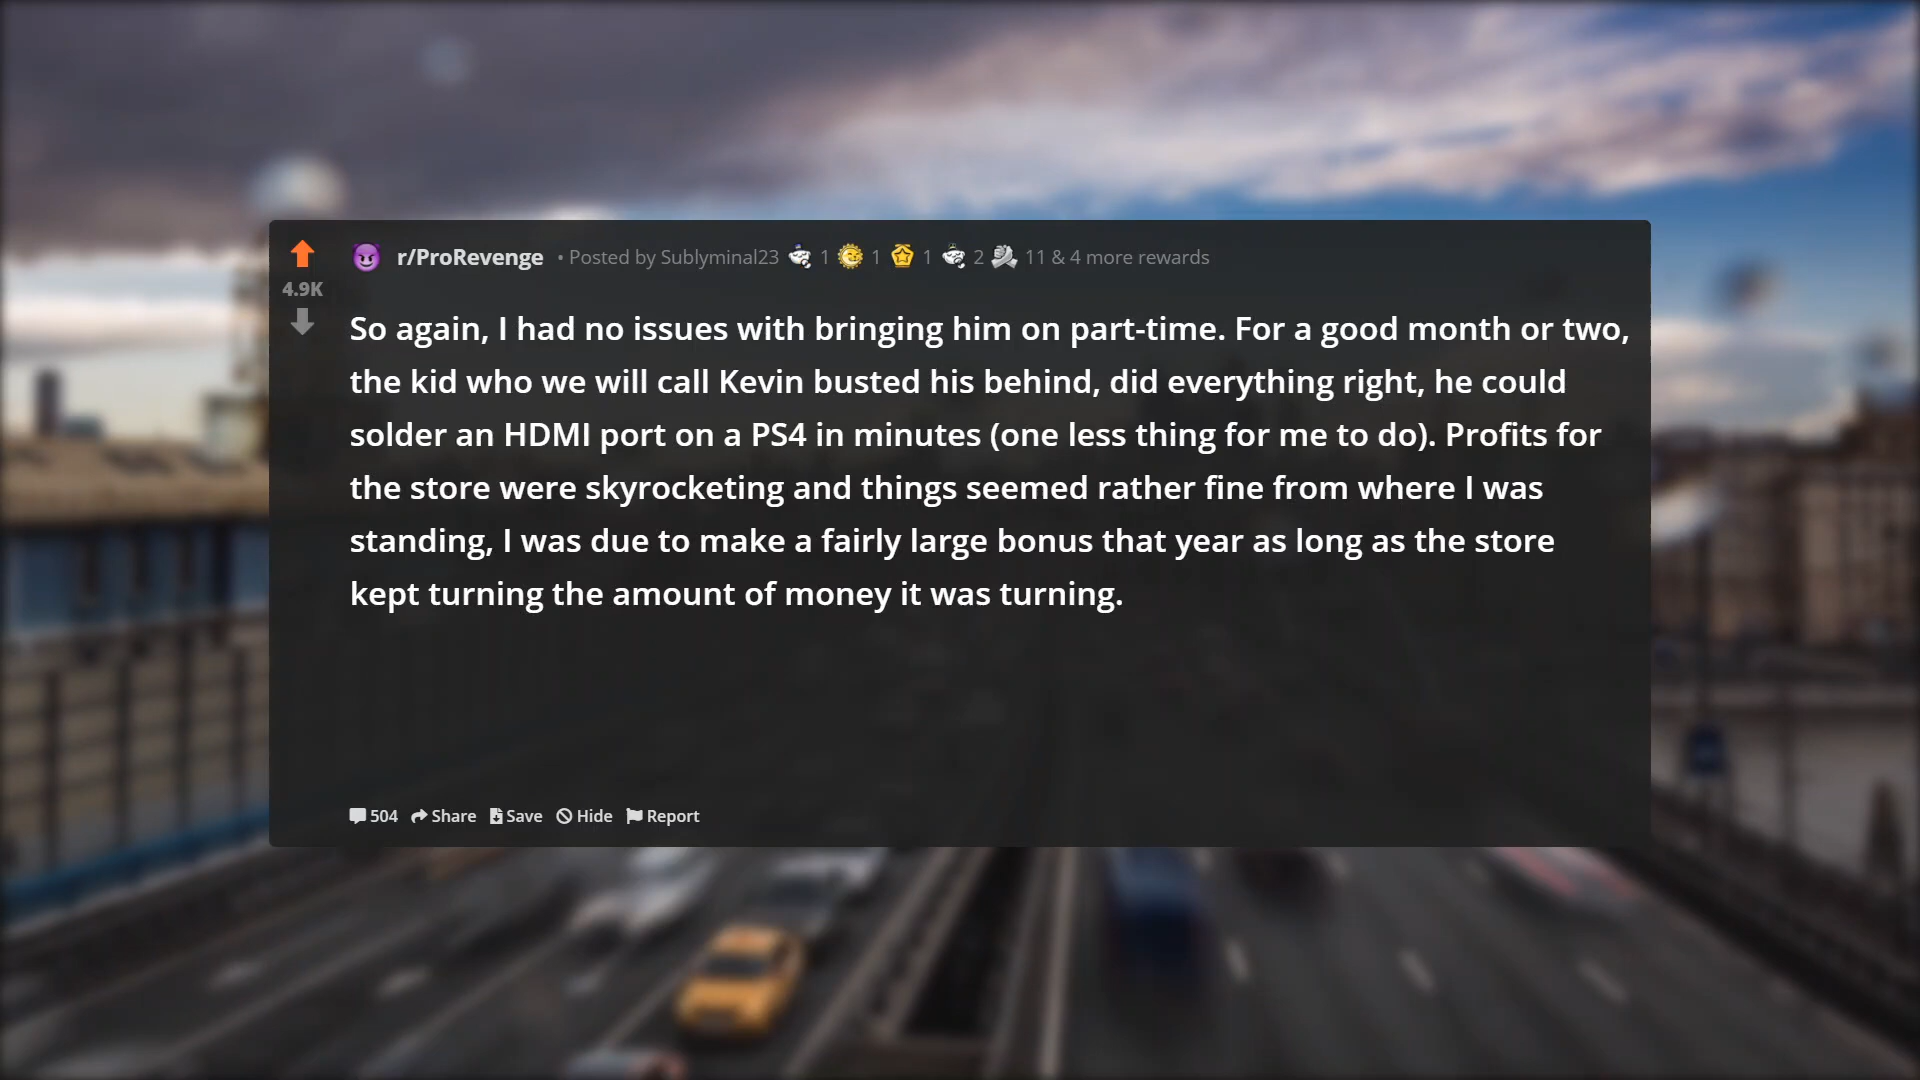 r/ProRevenge • Posted by Sublyminal23 1 1 1 2 11 & 4 more rewards
4.9K
So again, I had no issues with bringing him on part-time. For a good month or two,
the kid who we will call Kevin busted his behind, did everything right, he could
solder an HDMI port on a PS4 in minutes (one less thing for me to do). Profits for
the store were skyrocketing and things seemed rather fine from where I was
standing, I was due to make a fairly large bonus that year as long as the store
kept turning the amount of money it was turning.
504 Share Save Hide Report